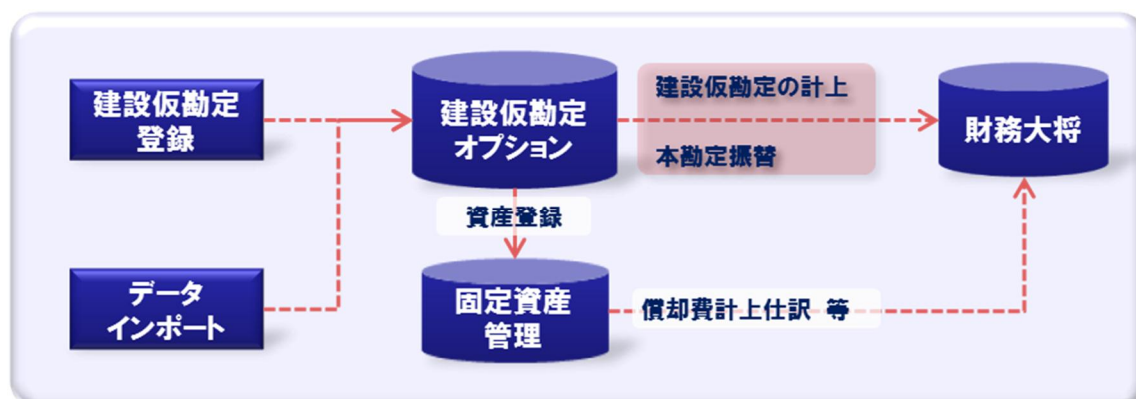 建設仮勘定
登録
建設仮勘定
オプション
建設仮勘定の計上
本勘定振替
財務大将
資産登録
データ
インポート
固定資産
管理
償却費計上仕訳 等